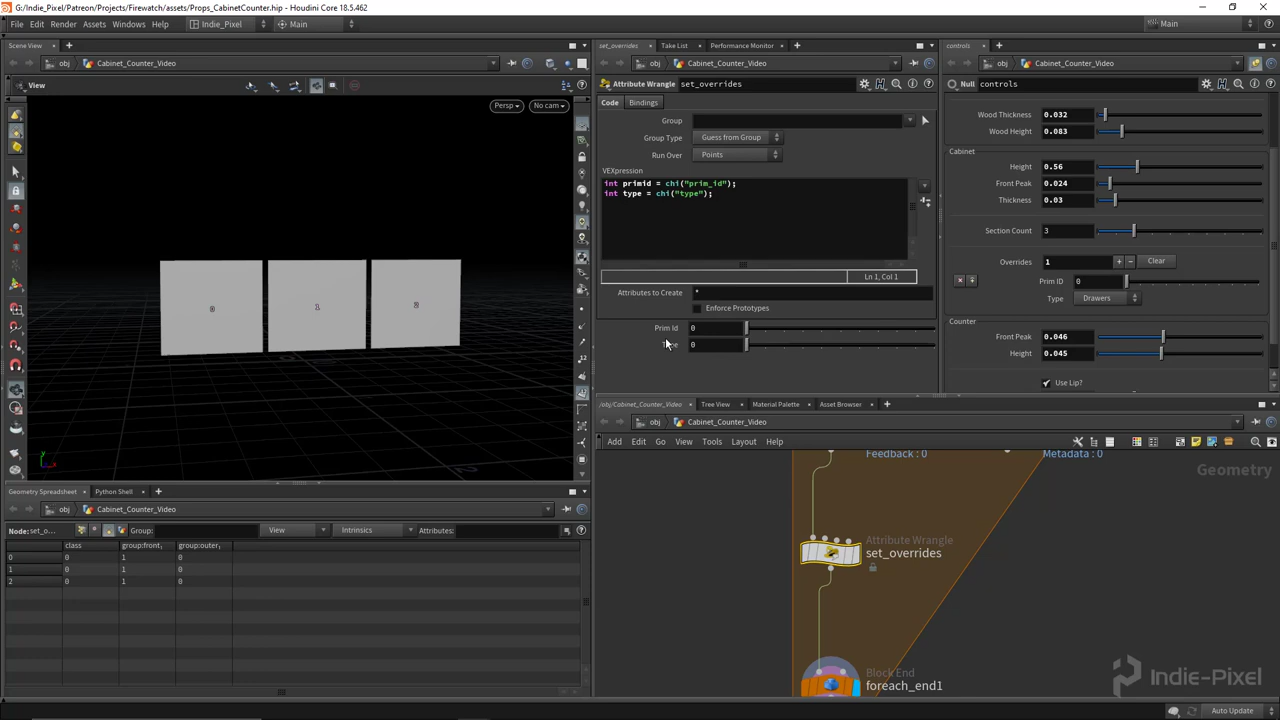 G:/Indie_Pixel/Patreon/Projects/Firewatch/assets/Props_CabinetCounter.hip - Houdini Core 18.5.462
File Edit Render Assets Windows Help Indie_Pixel Main Main
Scene View
obj Cabinet_Counter_Video
View
Persp No cam
0 1 2
Geometry Spreadsheet Python Shell
obj Cabinet_Counter_Video
Node: set_o... Group: View Intrinsics Attributes:
class group:front, group:outer,
0 0 1 0
1 0 1 0
2 0 1 0
set_overrides Take List Performance Monitor
obj Cabinet_Counter_Video
Attribute Wrangle set_overrides
Code Bindings
Group
Group Type Guess from Group
Run Over Points
VEXpression
int primid = chi("prim_id");
int type = chi("type");
Ln 1, Col 1
Attributes to Create *
Enforce Prototypes
Prim Id 0
0
controls
obj Cabinet_Counter_Video
Null controls
Wood Thickness 0.032
Wood Height 0.083
Cabinet
Height 0.56
Front Peak 0.024
Thickness 0.03
Section Count 3
Overrides 1 + − Clear
Prim ID 0
Type Drawers
Counter
Front Peak 0.046
Height 0.045
Use Lip?
/obj/Cabinet_Counter_Video Tree View Material Palette Asset Browser
obj Cabinet_Counter_Video
Add Edit Go View Tools Layout Help
Feedback : 0 Metadata : 0
Geometry
Attribute Wrangle
set_overrides
Block End
foreach_end1
Indie-Pixel
Auto Update